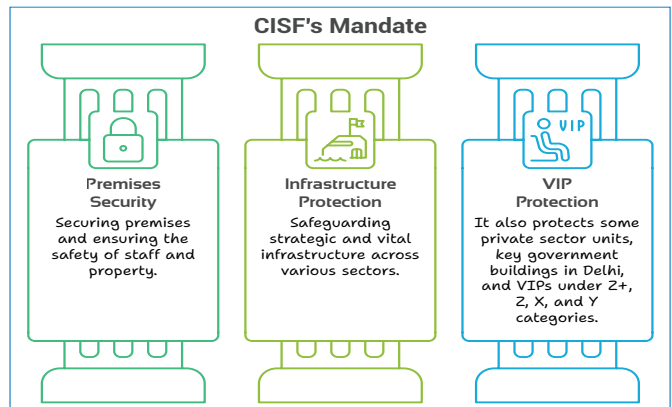 CISF's Mandate
Premises
Security
Securing premises
and ensuring the
safety of staff and
property.
Infrastructure
Protection
Safeguarding
strategic and vital
infrastructure across
various sectors.
VIP
VIP
Protection
It also protects some
private sector units,
key government
buildings in Delhi,
and VIPs under Z+,
Z, X, and Y
categories.